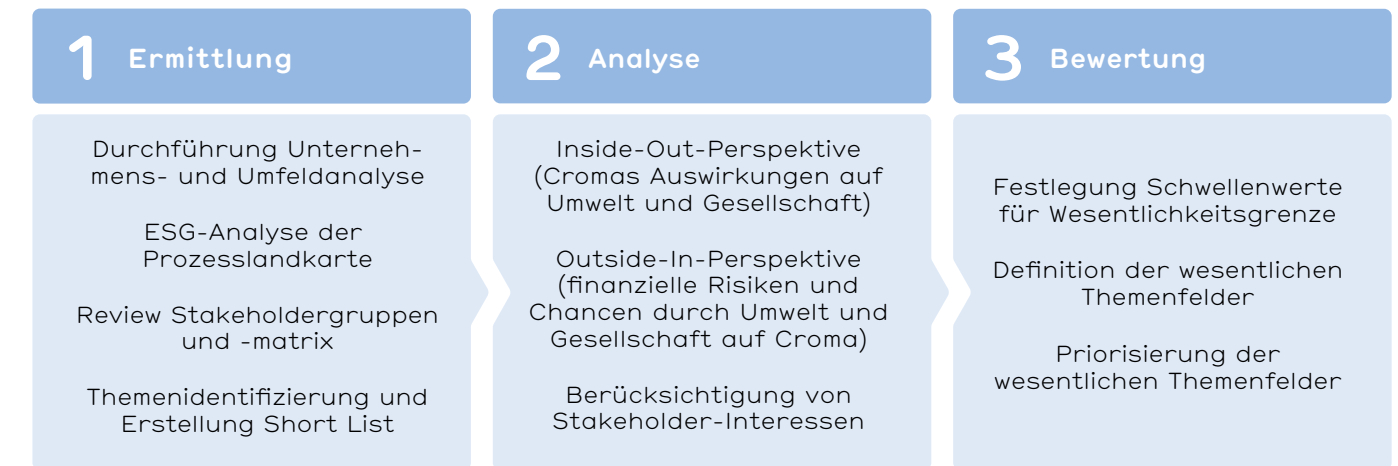 1 Ermittlung
Durchführung Unterneh-
mens- und Umfeldanalyse
ESG-Analyse der
Prozesslandkarte
Review Stakeholdergruppen
und -matrix
Themenidentifizierung und
Erstellung Short List
2 Analyse
Inside-Out-Perspektive
(Cromas Auswirkungen auf
Umwelt und Gesellschaft)
Outside-In-Perspektive
(finanzielle Risiken und
Chancen durch Umwelt und
Gesellschaft auf Croma)
Berücksichtigung von
Stakeholder-Interessen
3 Bewertung
Festlegung Schwellenwerte
für Wesentlichkeitsgrenze
Definition der wesentlichen
Themenfelder
Priorisierung der
wesentlichen Themenfelder